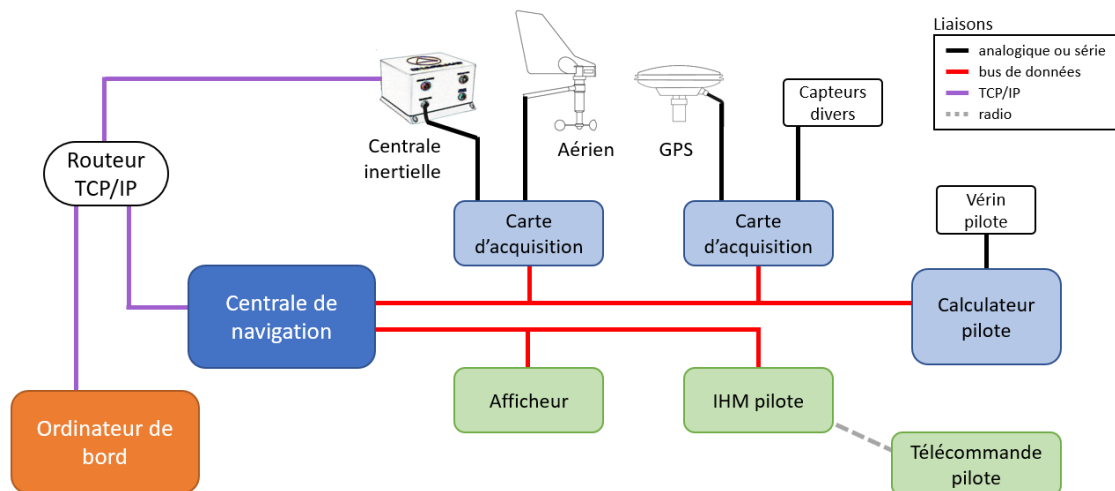 Liaisons
analogique ou série
bus de données
TCP/IP
radio
Centrale
inertielle
Aérien
GPS
Capteurs
divers
Routeur
TCP/IP
Carte
d'acquisition
Carte
d'acquisition
Vérin
pilote
Centrale de
navigation
Calculateur
pilote
Afficheur
IHM pilote
Ordinateur de
bord
Télécommande
pilote